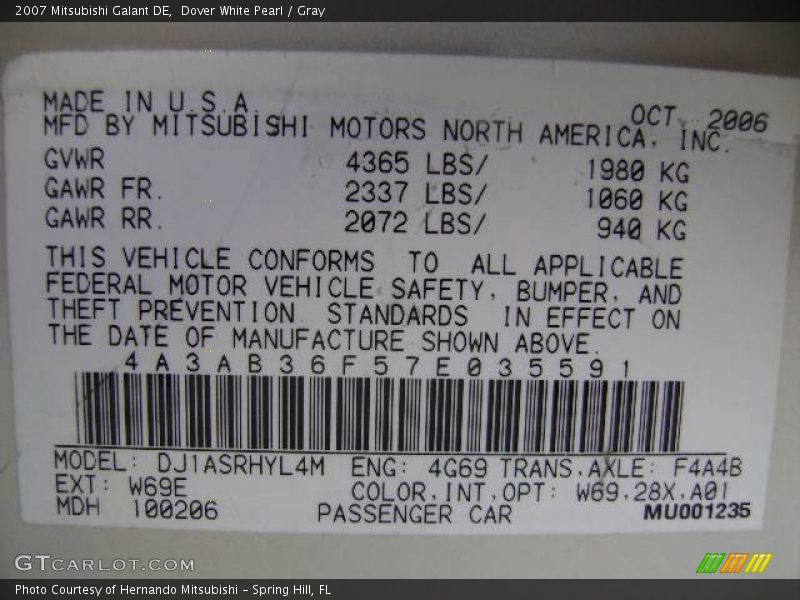 2007 Mitsubishi Galant DE,  Dover White Pearl / Gray
MADE IN U.S.A.
OCT. 2006
MFD BY MITSUBISHI MOTORS NORTH AMERICA, INC.
GVWR 4365 LBS/ 1980 KG
GAWR FR. 2337 LBS/ 1060 KG
GAWR RR. 2072 LBS/ 940 KG
THIS VEHICLE CONFORMS TO ALL APPLICABLE
FEDERAL MOTOR VEHICLE SAFETY, BUMPER, AND
THEFT PREVENTION STANDARDS IN EFFECT ON
THE DATE OF MANUFACTURE SHOWN ABOVE.
4A3AB36F57E035591
MODEL: DJ1ASRHYL4M ENG: 4G69 TRANS.AXLE: F4A4B
EXT: W69E COLOR.INT.OPT: W69.28X.A01
MDH 100206 PASSENGER CAR MU001235
GTCARLOT.COM
Photo Courtesy of Hernando Mitsubishi - Spring Hill, FL